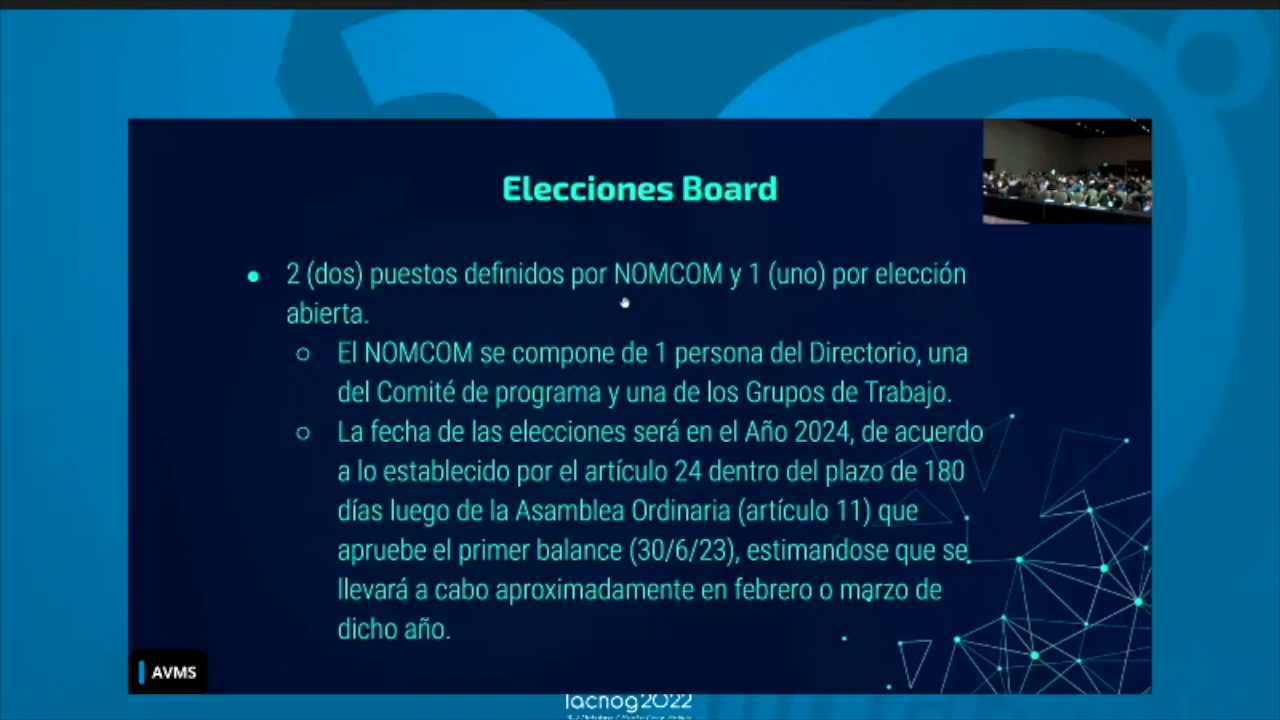 Elecciones Board
● 2 (dos) puestos definidos por NOMCOM y 1 (uno) por elección
abierta.
○ El NOMCOM se compone de 1 persona del Directorio, una
del Comité de programa y una de los Grupos de Trabajo.
○ La fecha de las elecciones será en el Año 2024, de acuerdo
a lo establecido por el artículo 24 dentro del plazo de 180
días luego de la Asamblea Ordinaria (artículo 11) que
apruebe el primer balance (30/6/23), estimandose que se
llevará a cabo aproximadamente en febrero o marzo de
dicho año.
AVMS
lacnog2022